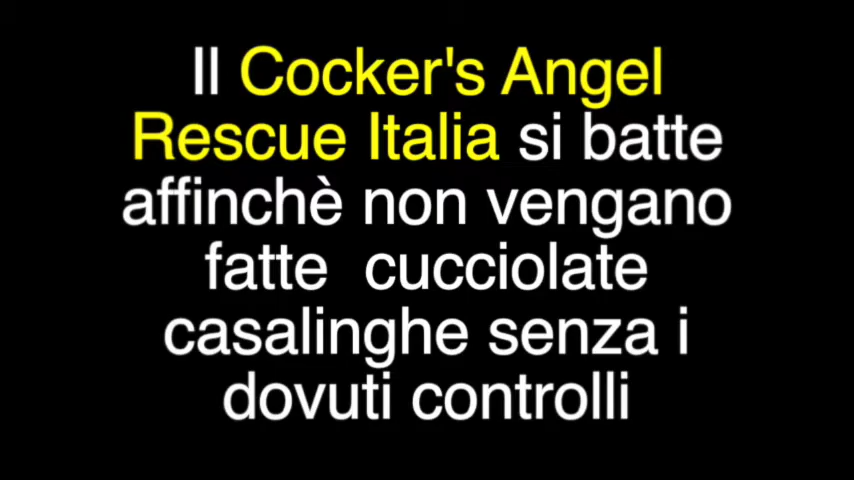 Il Cocker's Angel
Rescue Italia si batte
affinchè non vengano
fatte  cucciolate
casalinghe senza i
dovuti controlli